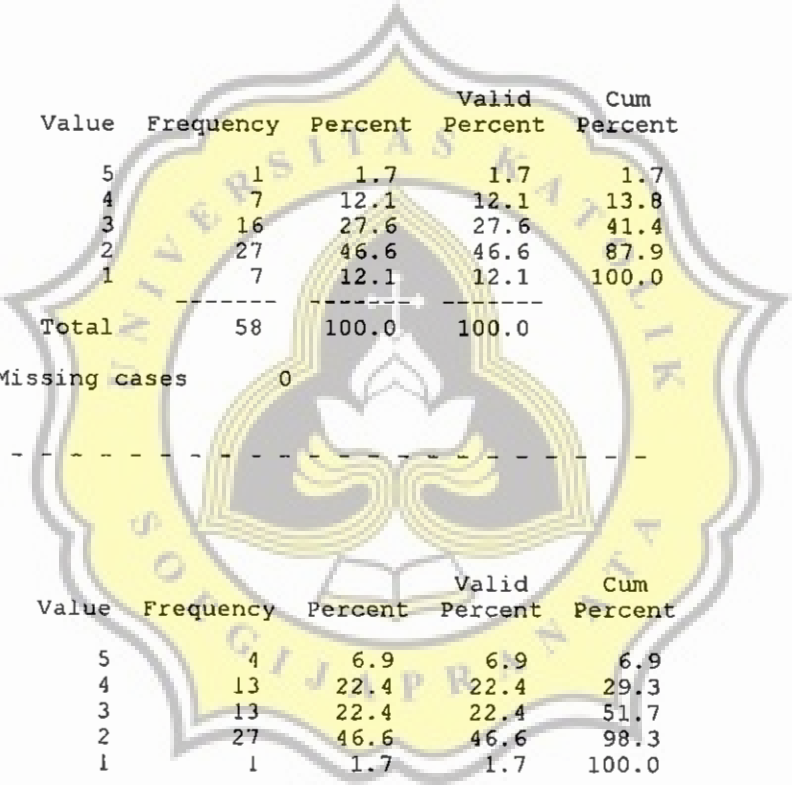 Valid Cum
Value Frequency Percent Percent Percent
5 1 1.7 1.7 1.7
4 7 12.1 12.1 13.8
3 16 27.6 27.6 41.4
2 27 46.6 46.6 87.9
1 7 12.1 12.1 100.0
------- ------- -------
Total 58 100.0 100.0
Missing cases 0
- - - - - - - - - - - - - - - - - - - - - -
Valid Cum
Value Frequency Percent Percent Percent
5 4 6.9 6.9 6.9
4 13 22.4 22.4 29.3
3 13 22.4 22.4 51.7
2 27 46.6 46.6 98.3
1 1 1.7 1.7 100.0
UNIVERSITAS KATOLIK
SOEGIJAPRANATA